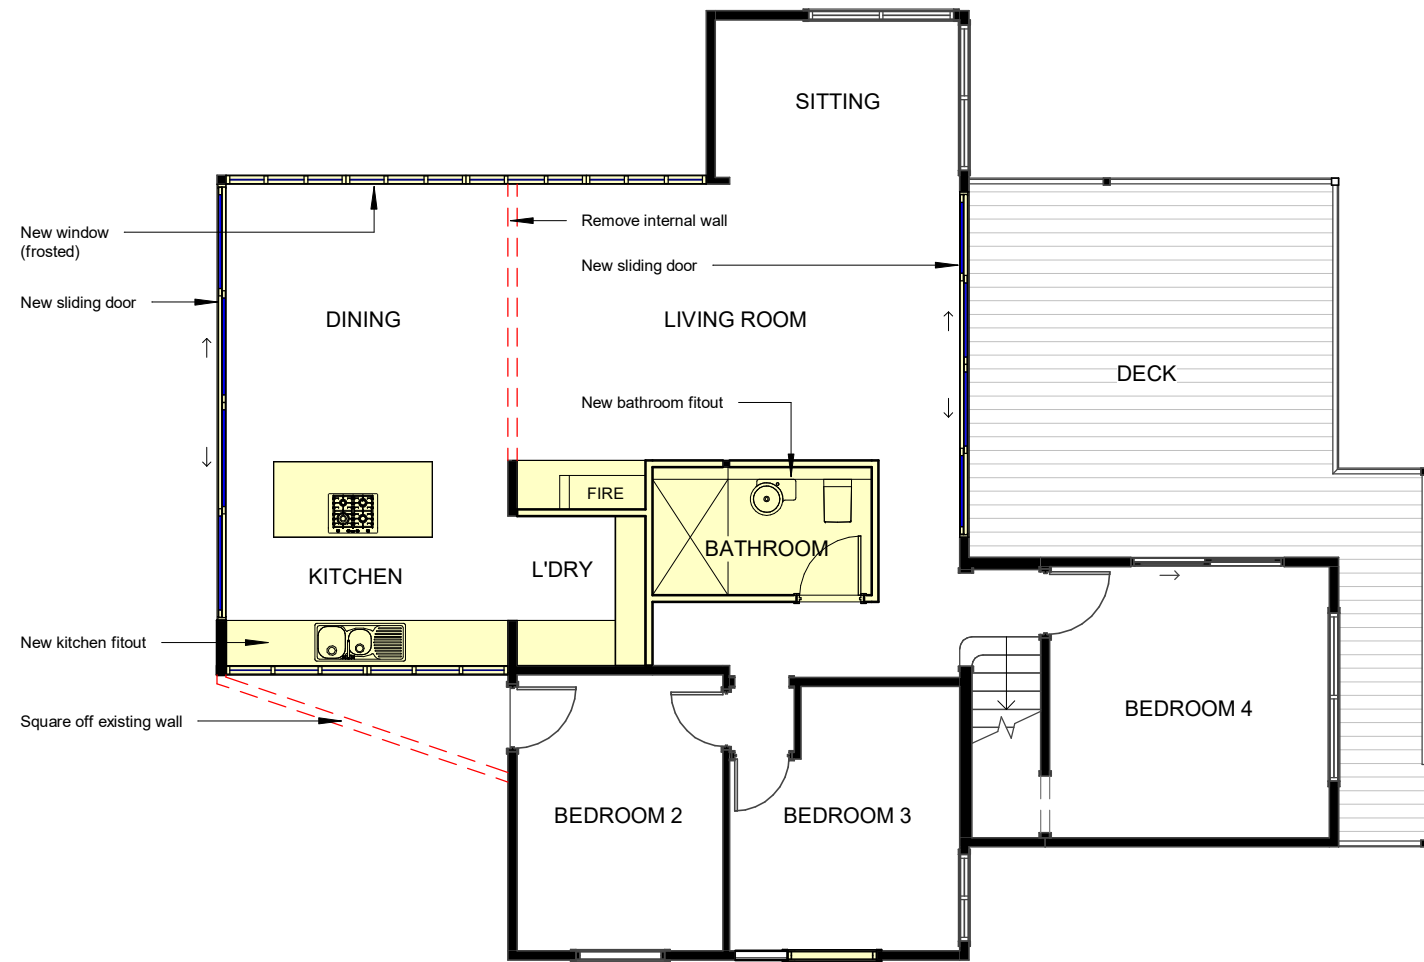 SITTING
Remove internal wall
New window
(frosted)
New sliding door
New sliding door
DINING
LIVING ROOM
DECK
New bathroom fitout
FIRE
BATHROOM
L'DRY
KITCHEN
New kitchen fitout
BEDROOM 4
Square off existing wall
BEDROOM 2
BEDROOM 3